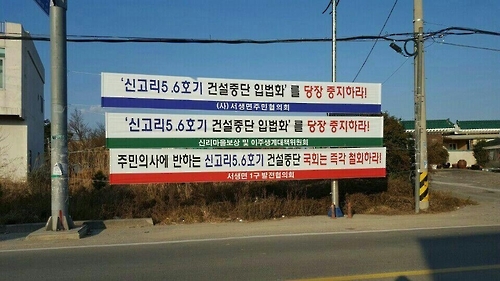 '신고리5.6호기 건설중단 입법화'를 당장 중지하라!
(사)서생면주민협의회
'신고리5.6호기 건설중단 입법화'를 당장 중지하라!
신리마을보상 및 이주생계대책위원회
주민의사에 반하는 신고리5.6호기 건설중단 국회는 즉각 철회하라!
서생면 1구 발전협의회